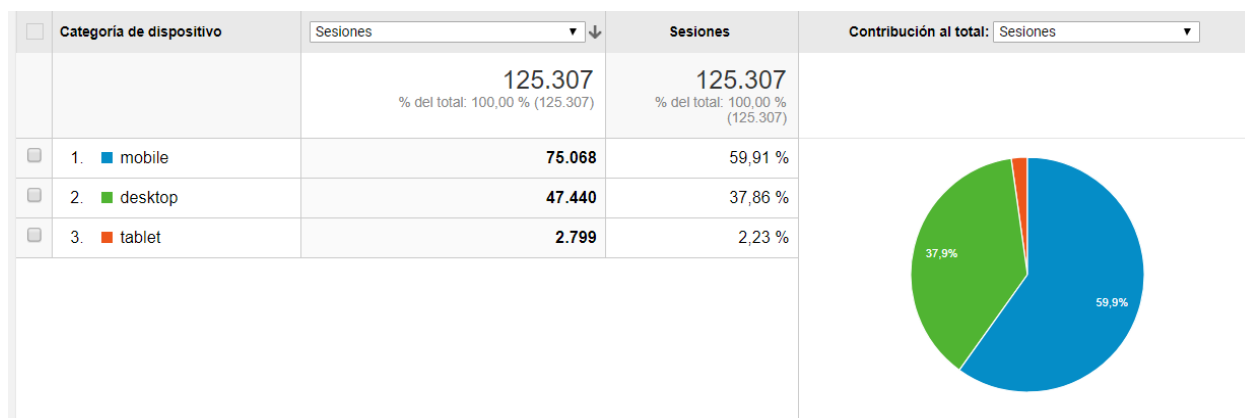 Categoría de dispositivo
Sesiones
Sesiones
Contribución al total: Sesiones
125.307
% del total: 100,00 % (125.307)
125.307
% del total: 100,00 %
(125.307)
1. mobile 75.068 59,91 %
2. desktop 47.440 37,86 %
3. tablet 2.799 2,23 %
37,9%
59,9%